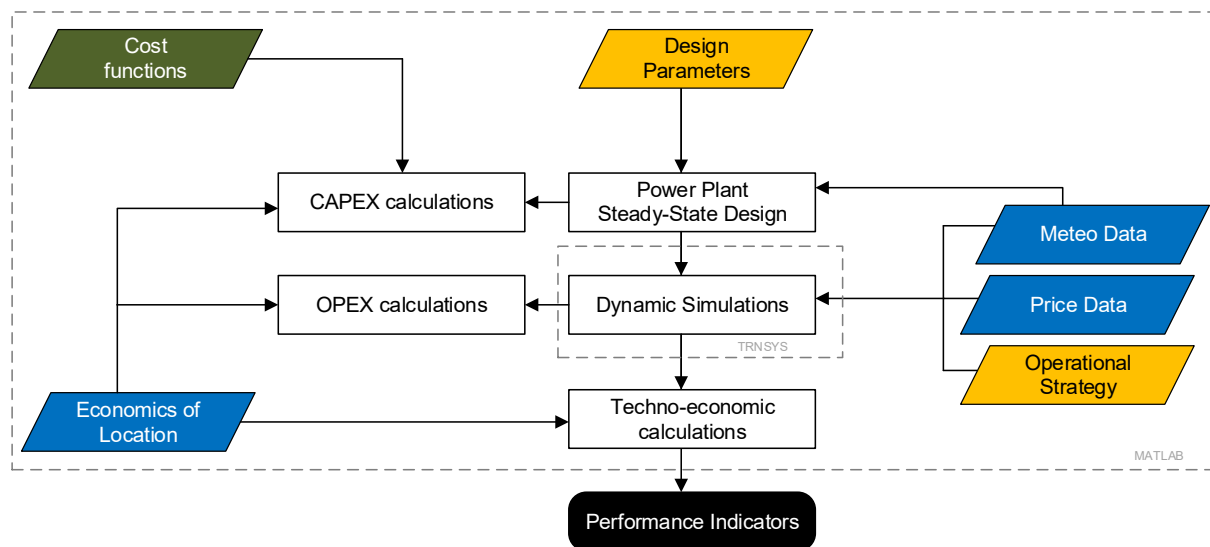 Cost
functions
Design
Parameters
CAPEX calculations
Power Plant
Steady-State Design
Meteo Data
OPEX calculations
Dynamic Simulations
Price Data
TRNSYS
Operational
Strategy
Economics of
Location
Techno-economic
calculations
MATLAB
Performance Indicators